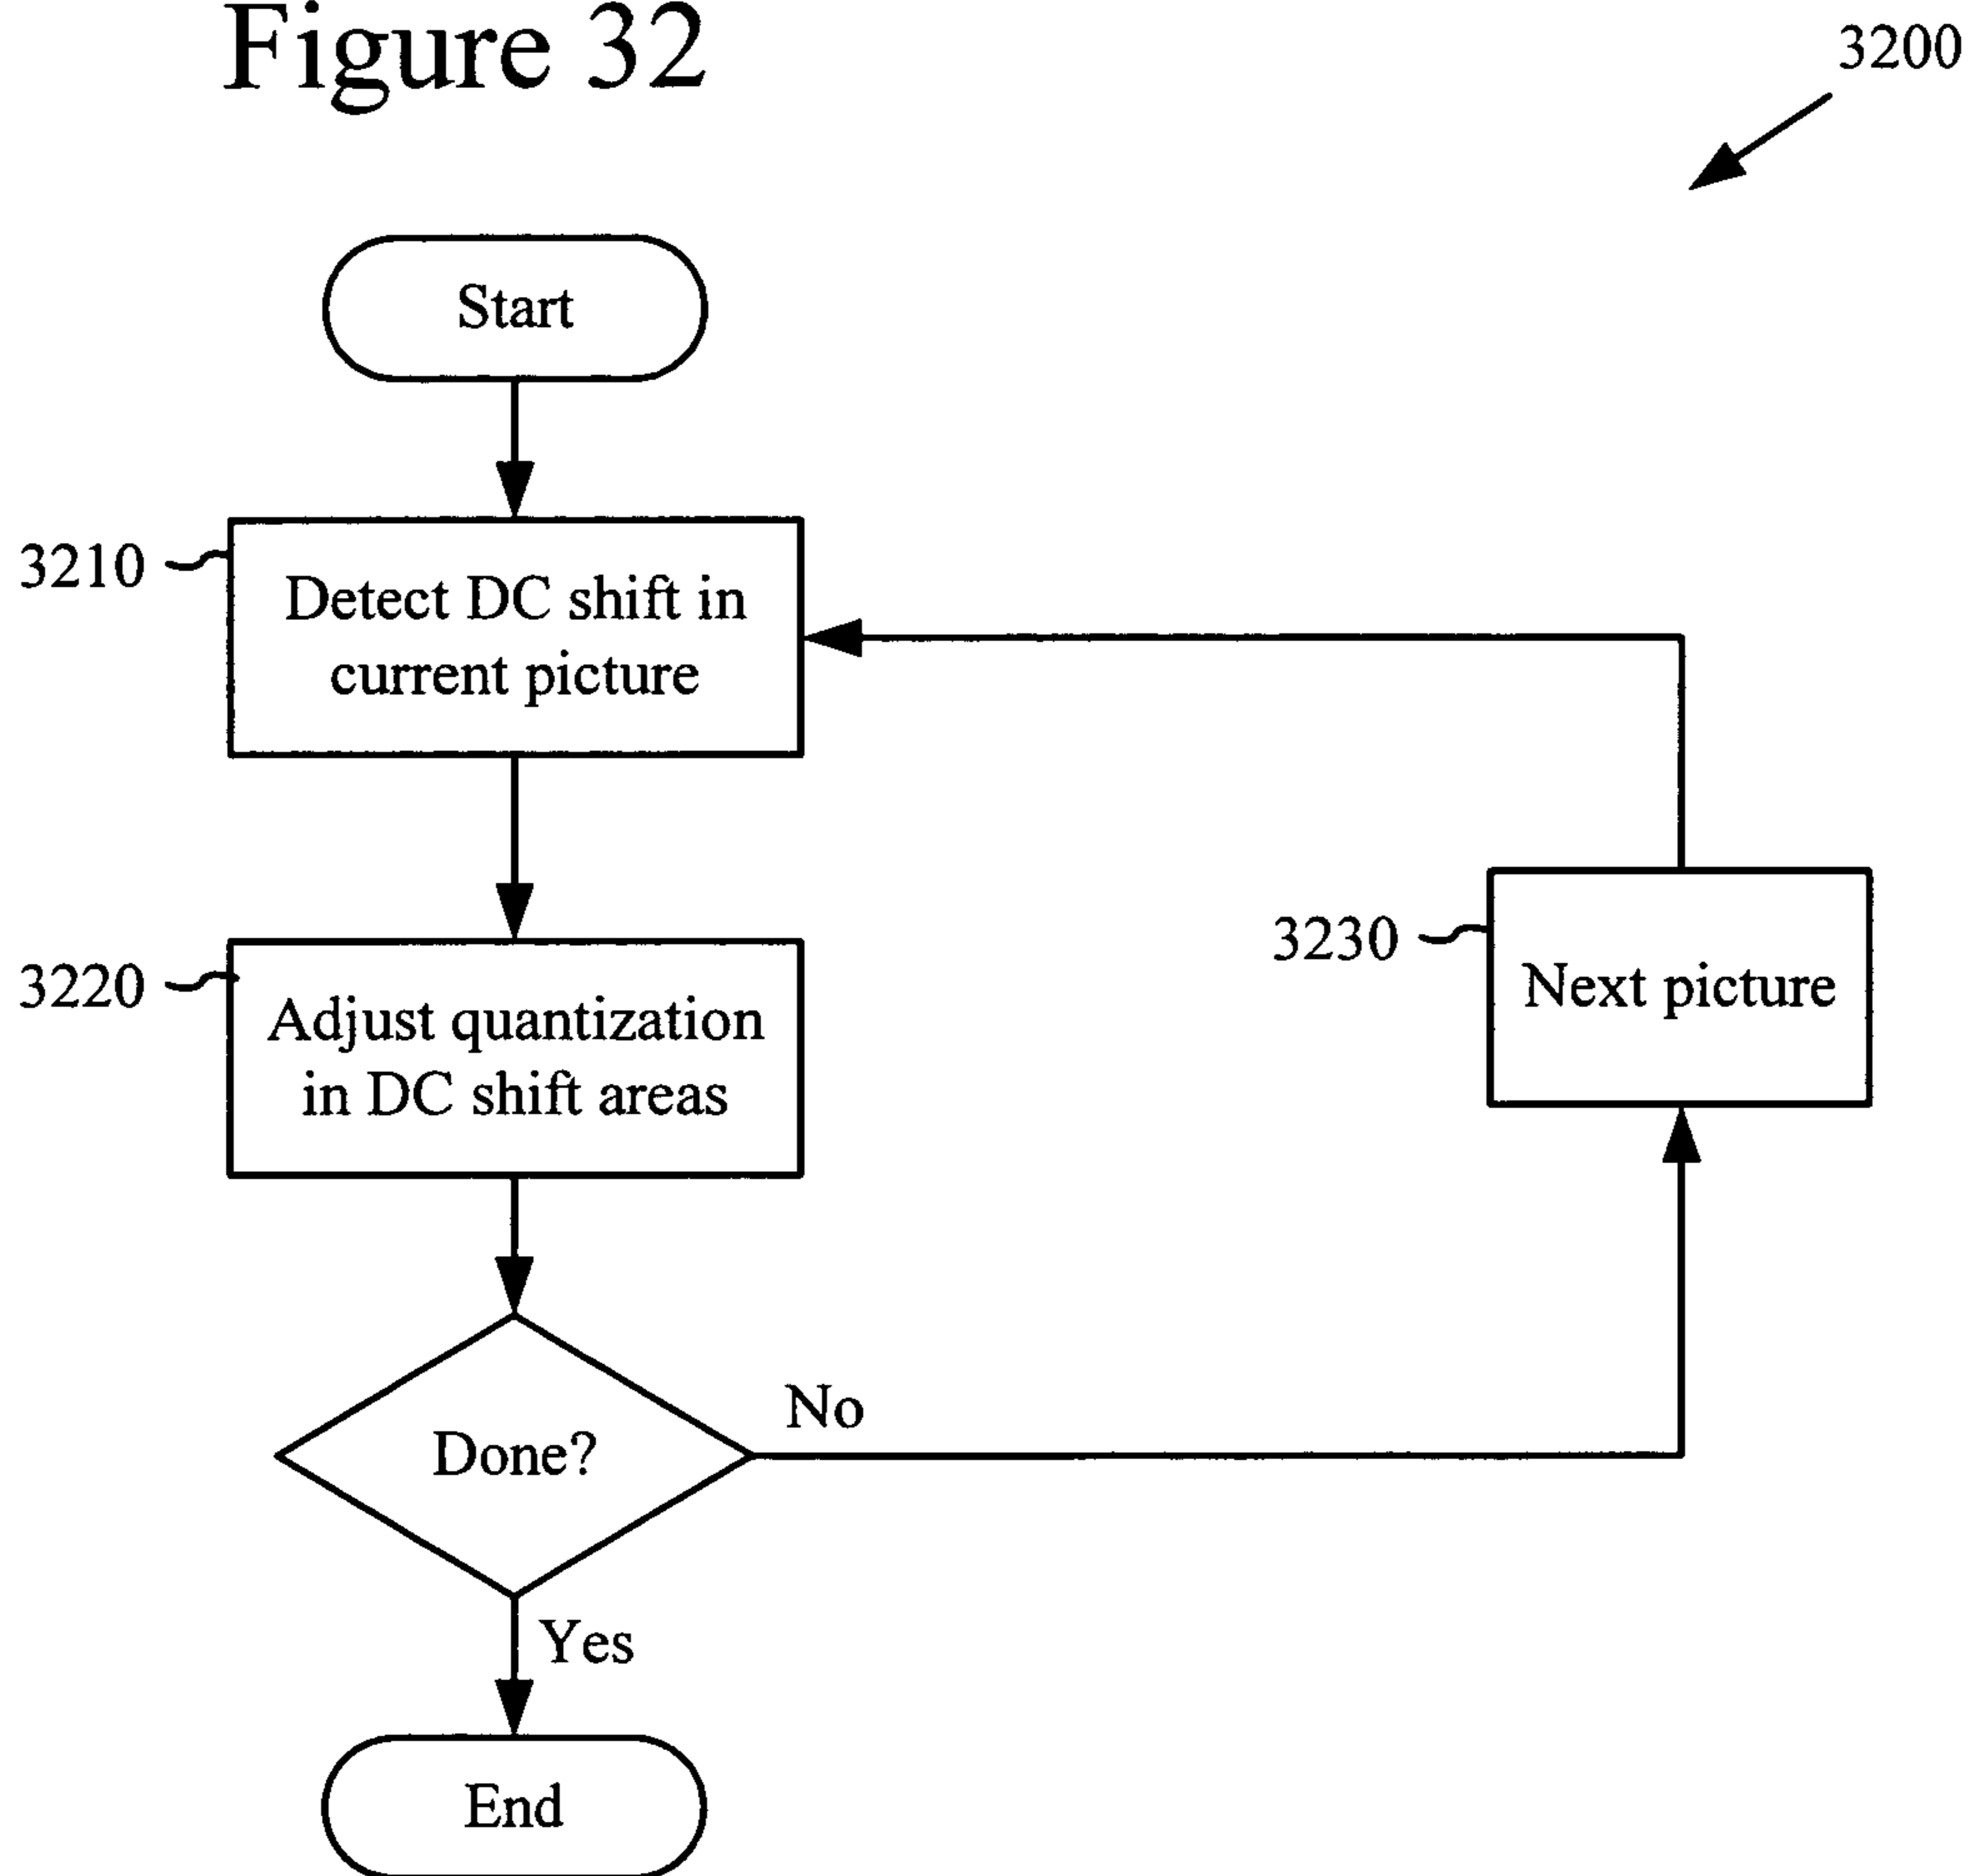 Figure 32
3200
Start
3210
Detect DC shift in
current picture
3220
Adjust quantization
in DC shift areas
3230
Next picture
Done?
No
Yes
End